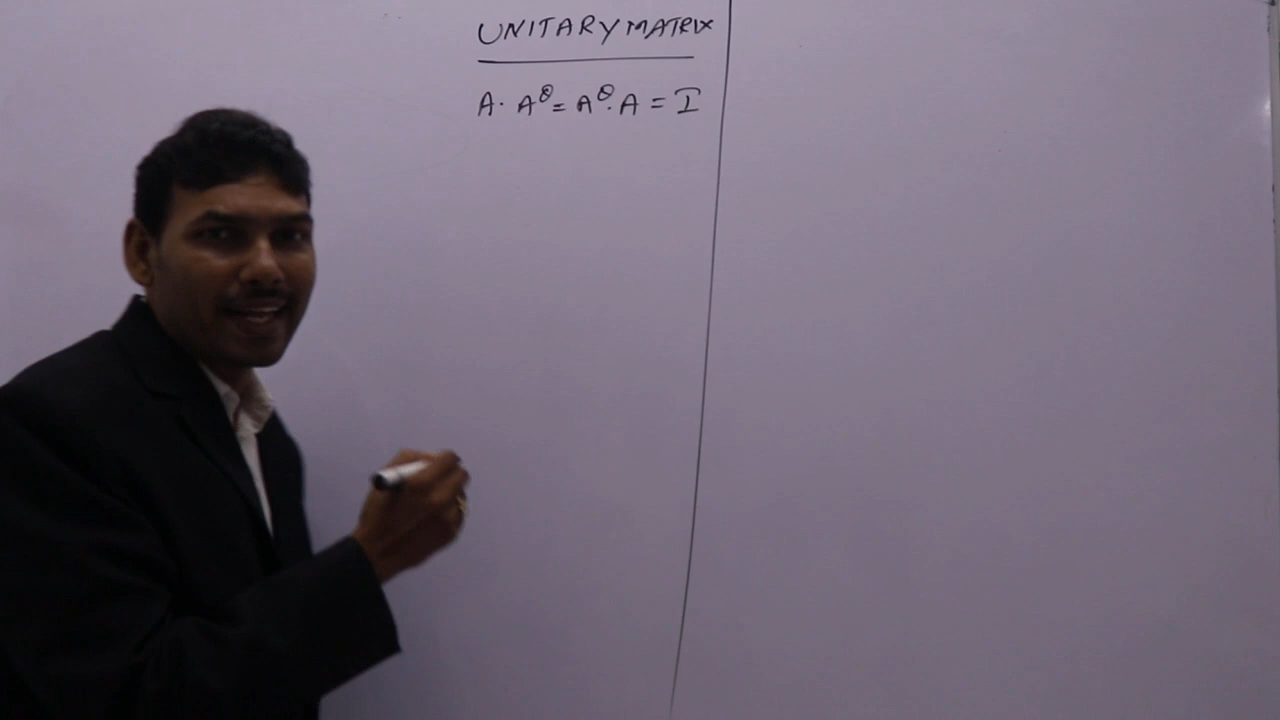 UNITARY MATRIX
A · A^θ = A^θ · A = I